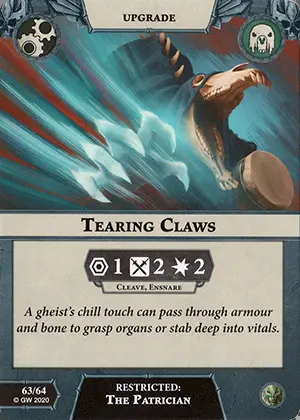 UPGRADE
TEARING CLAWS
1 2 2
CLEAVE, ENSNARE
A gheist's chill touch can pass through armour
and bone to grasp organs or stab deep into vitals.
63/64
© GW 2020
RESTRICTED:
THE PATRICIAN